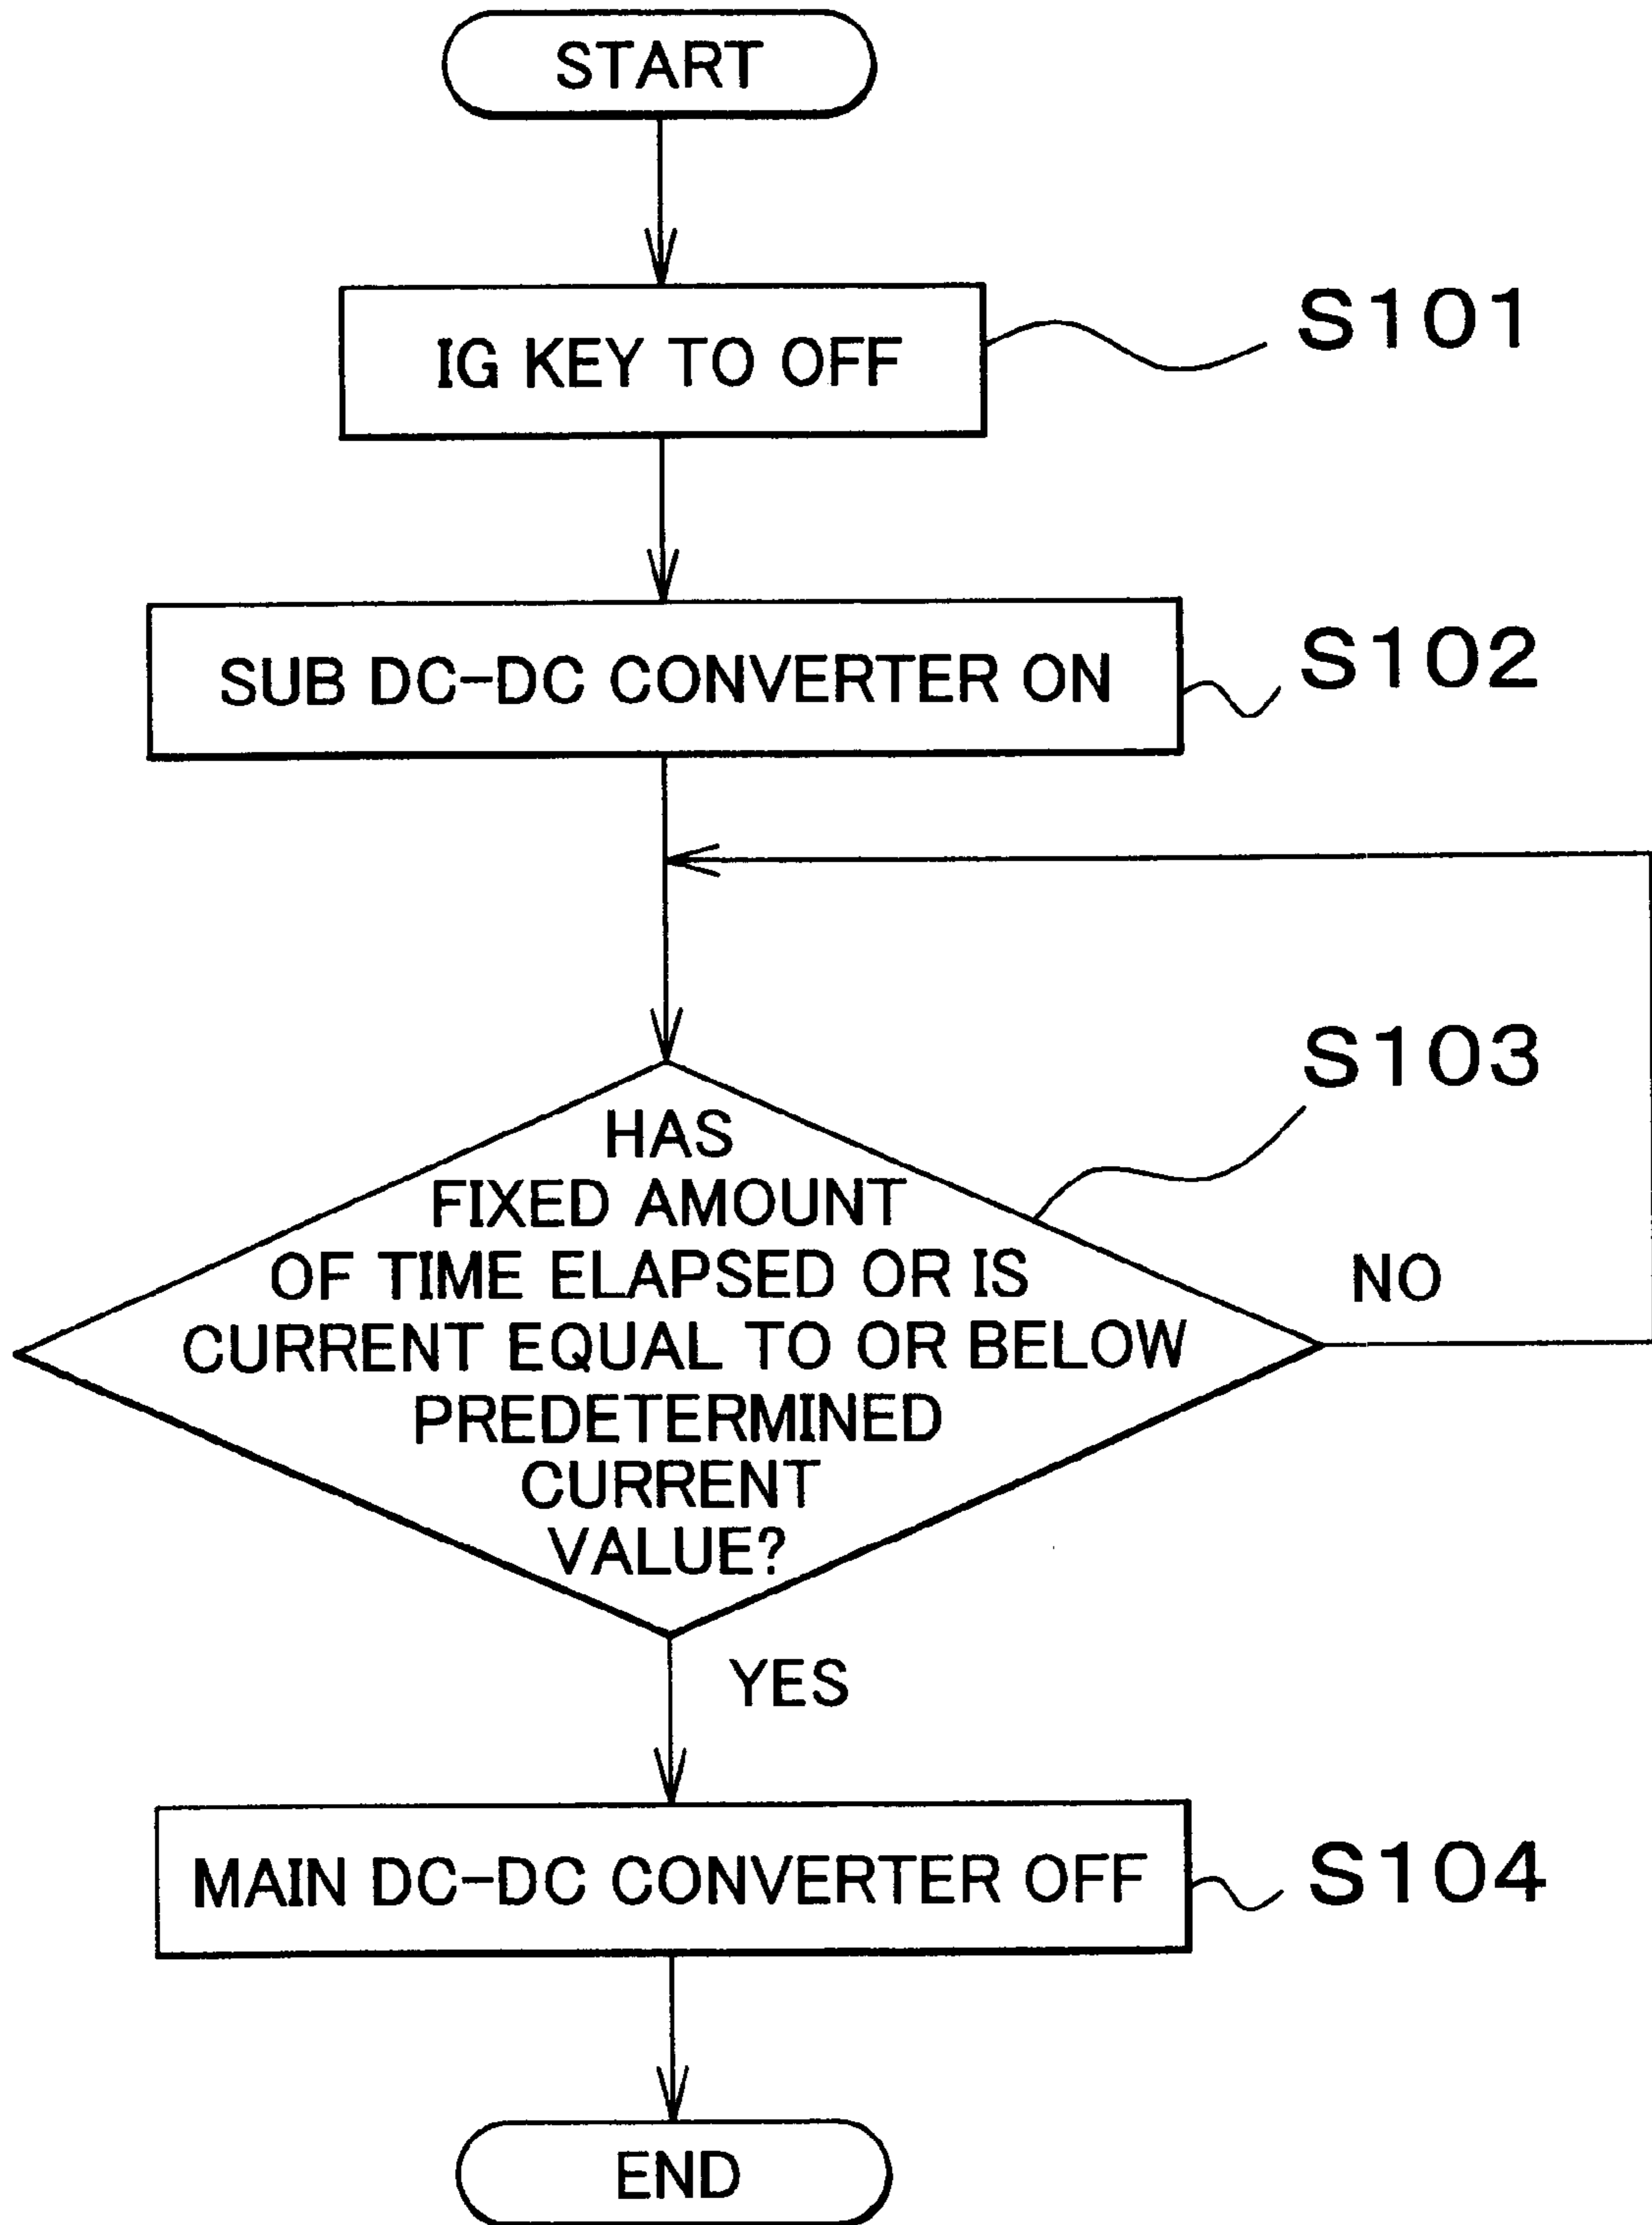 START
IG KEY TO OFF
S101
SUB DC-DC CONVERTER ON
S102
S103
HAS
FIXED AMOUNT
OF TIME ELAPSED OR IS
CURRENT EQUAL TO OR BELOW
PREDETERMINED
CURRENT
VALUE?
NO
YES
MAIN DC-DC CONVERTER OFF
S104
END